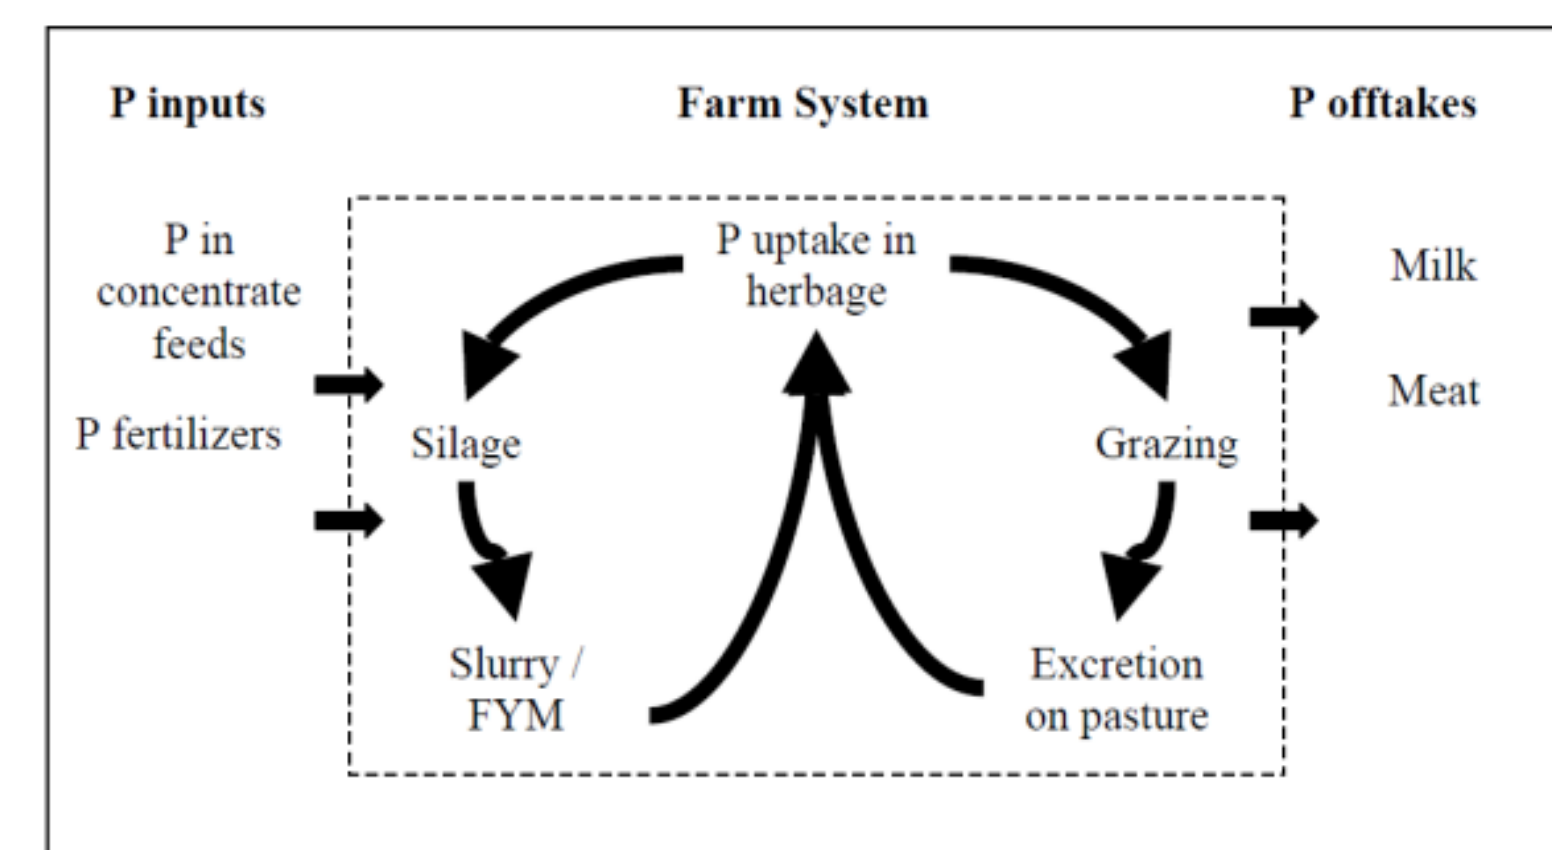 P inputs
Farm System
P offtakes
P in
concentrate
feeds
P fertilizers
P uptake in
herbage
Silage
Grazing
Slurry /
FYM
Excretion
on pasture
Milk
Meat